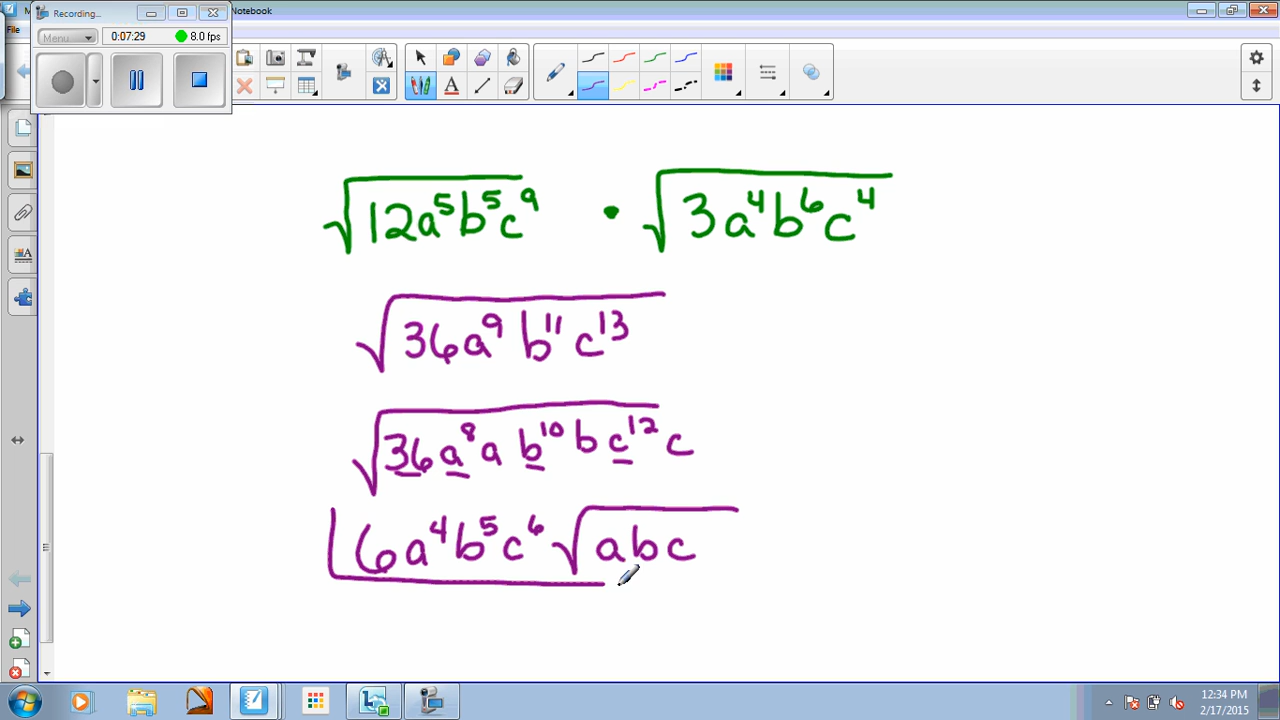 Recording...
Notebook
Menu
0:07:29
8.0 fps
√12a⁵b⁵c⁹ · √3a⁴b⁶c⁴
√36a⁹b¹¹c¹³
√36a⁸a b¹⁰b c¹²c
6a⁴b⁵c⁶√abc
12:34 PM
2/17/2015